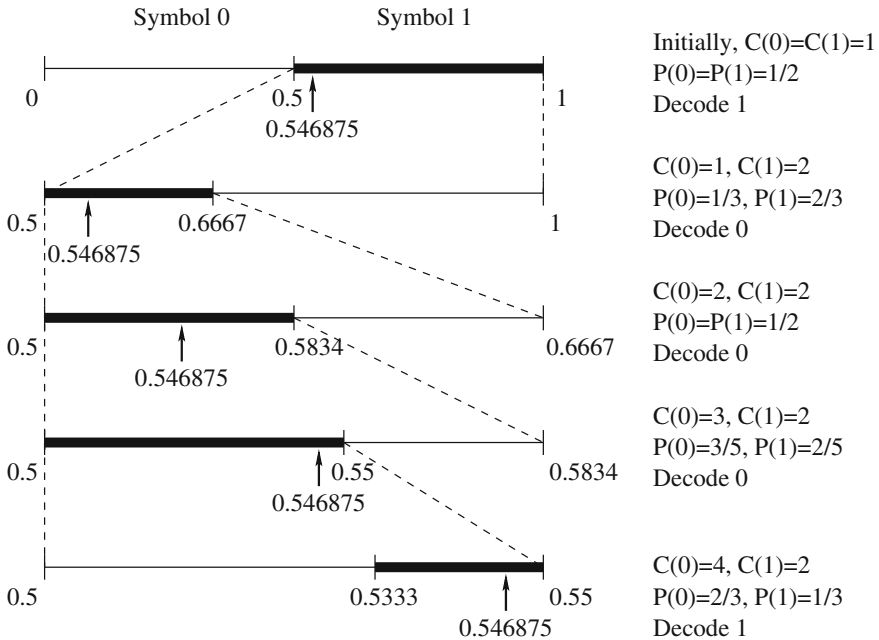 Symbol 0 Symbol 1
0 0.5 1
0.546875
Initially, C(0)=C(1)=1
P(0)=P(1)=1/2
Decode 1
0.5 0.6667 1
0.546875
C(0)=1, C(1)=2
P(0)=1/3, P(1)=2/3
Decode 0
0.5 0.5834 0.6667
0.546875
C(0)=2, C(1)=2
P(0)=P(1)=1/2
Decode 0
0.5 0.55 0.5834
0.546875
C(0)=3, C(1)=2
P(0)=3/5, P(1)=2/5
Decode 0
0.5 0.5333 0.55
0.546875
C(0)=4, C(1)=2
P(0)=2/3, P(1)=1/3
Decode 1